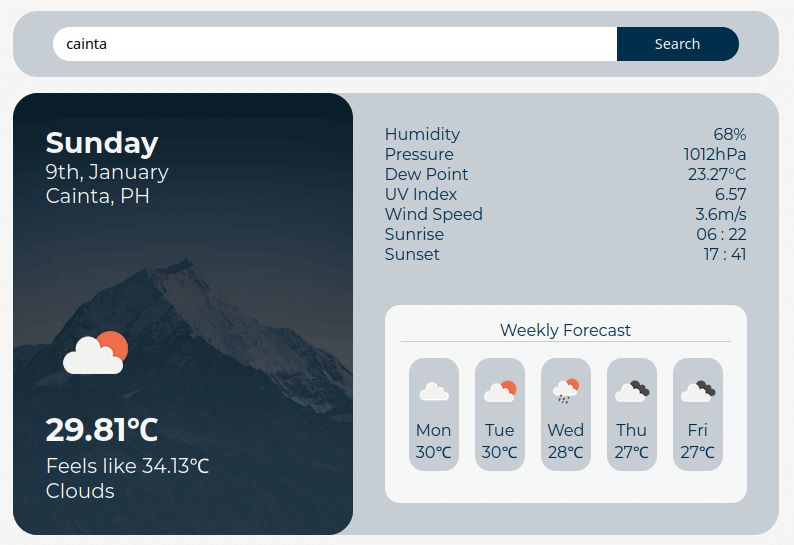 cainta Search
Sunday
9th, January
Cainta, PH
29.81℃
Feels like 34.13℃
Clouds
Humidity 68%
Pressure 1012hPa
Dew Point 23.27°C
UV Index 6.57
Wind Speed 3.6m/s
Sunrise 06 : 22
Sunset 17 : 41
Weekly Forecast
Mon Tue Wed Thu Fri
30℃ 30℃ 28℃ 27℃ 27℃